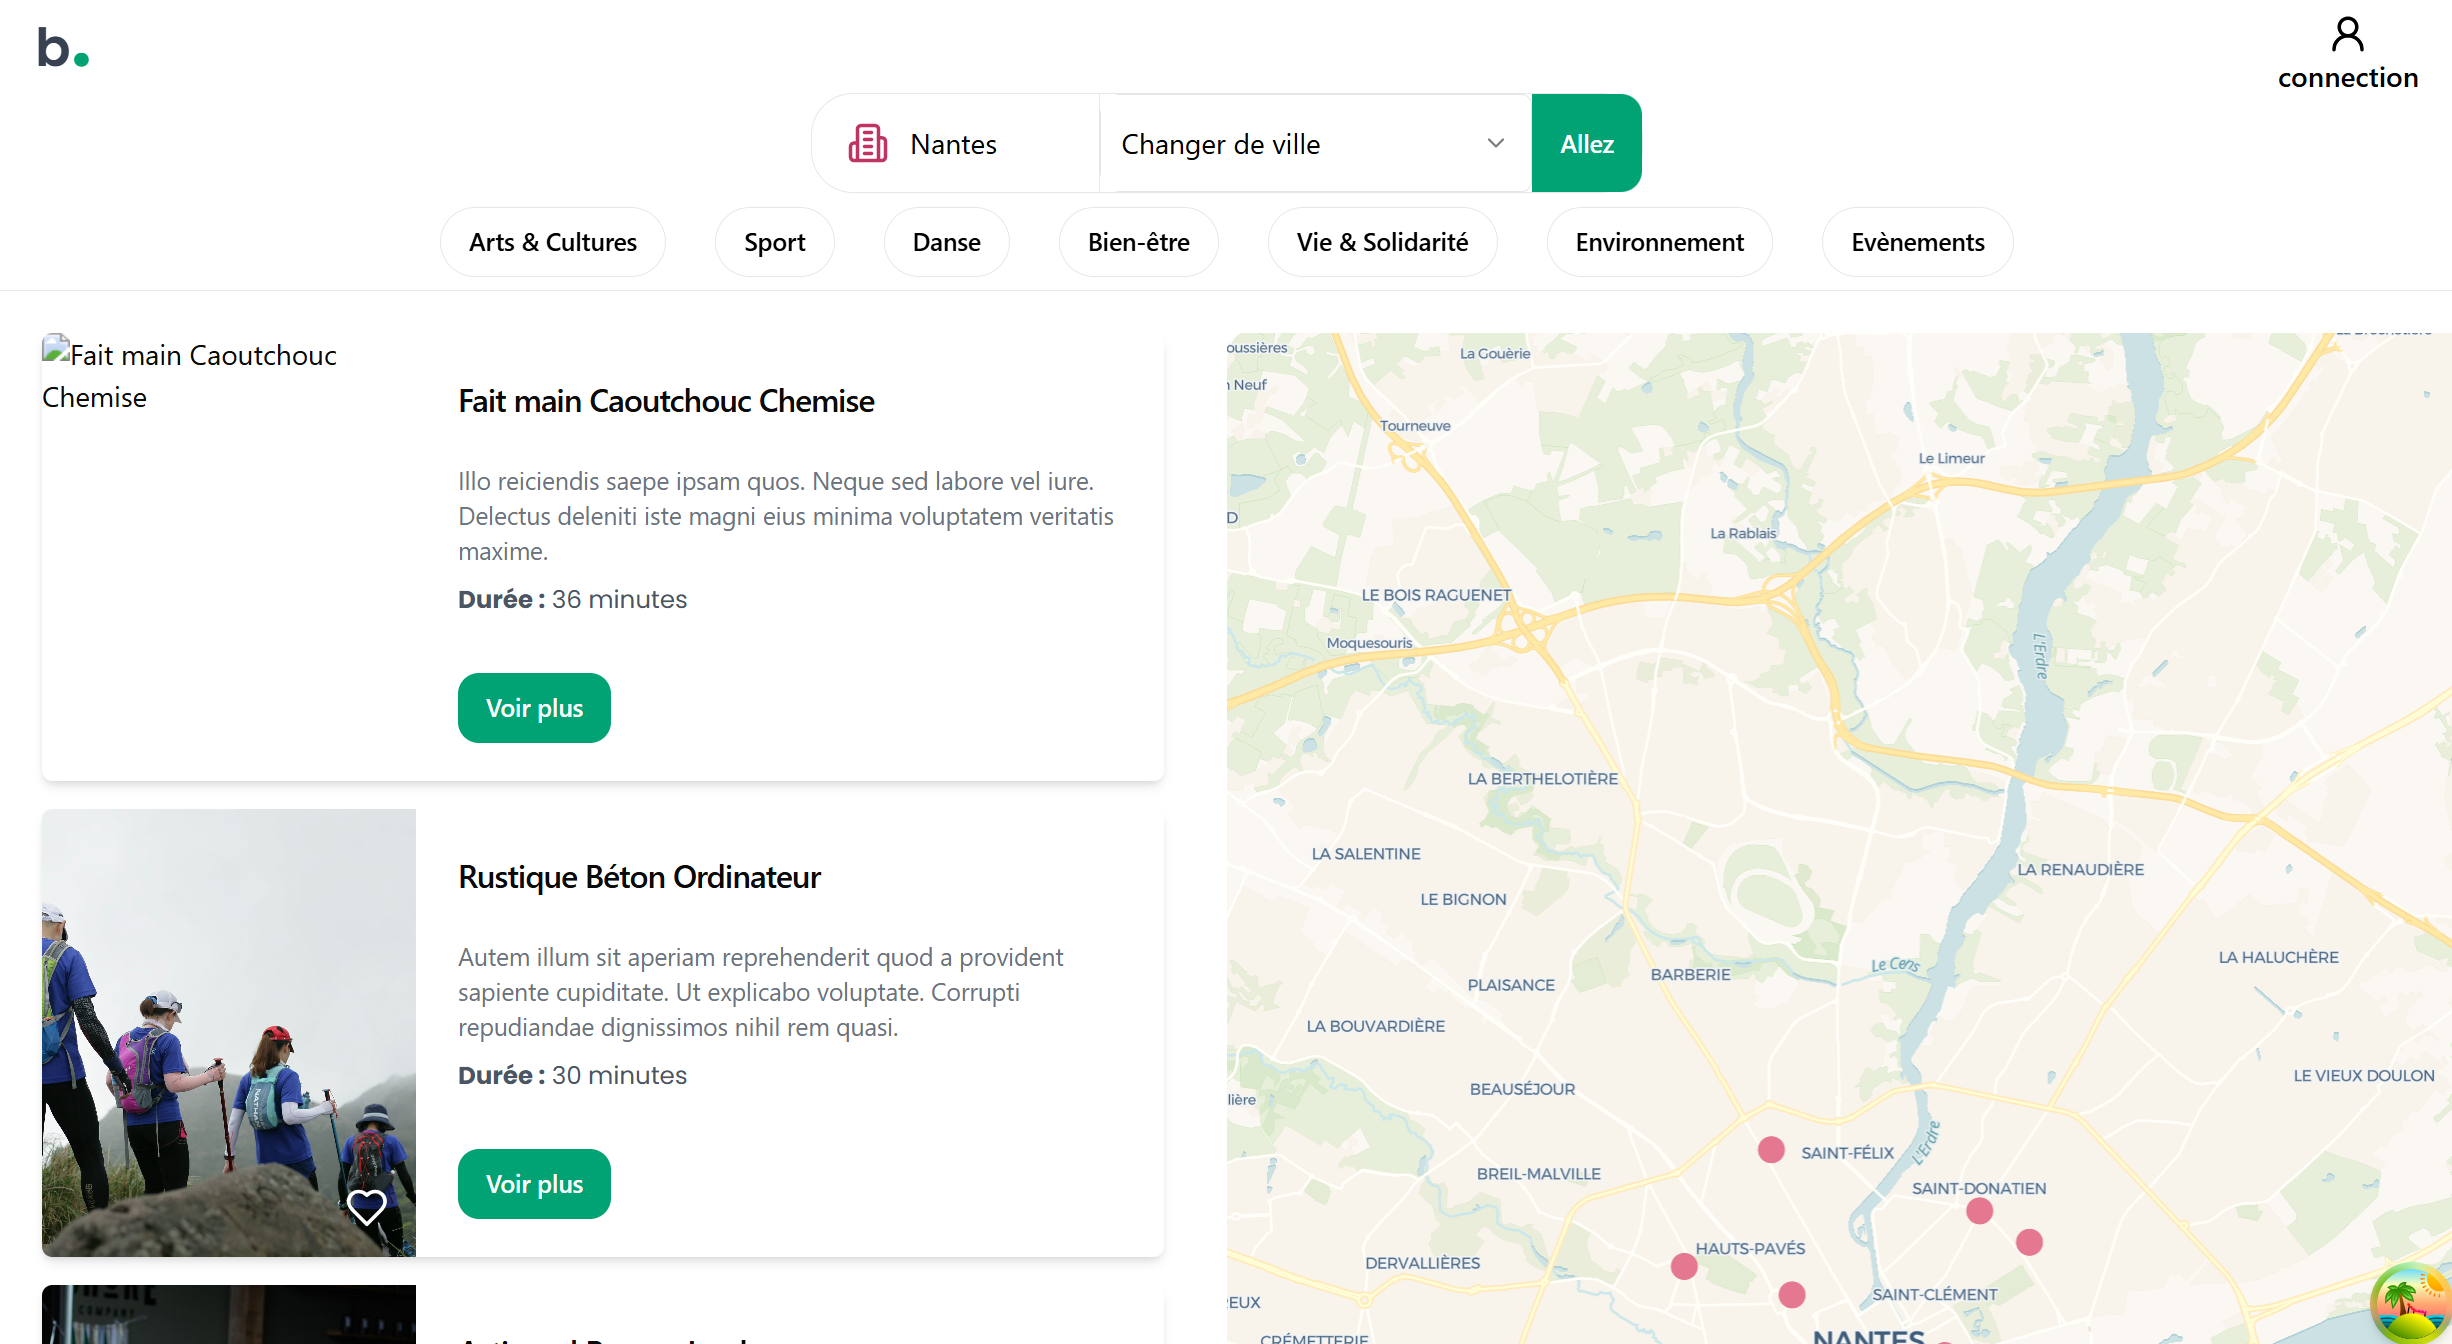 b.
connection
Nantes
Changer de ville
Allez
Arts & Cultures
Sport
Danse
Bien-être
Vie & Solidarité
Environnement
Evènements
Fait main Caoutchouc
Chemise
Fait main Caoutchouc Chemise
Illo reiciendis saepe ipsam quos. Neque sed labore vel iure.
Delectus deleniti iste magni eius minima voluptatem veritatis
maxime.
Durée : 36 minutes
Voir plus
Rustique Béton Ordinateur
Autem illum sit aperiam reprehenderit quod a provident
sapiente cupiditate. Ut explicabo voluptate. Corrupti
repudiandae dignissimos nihil rem quasi.
Durée : 30 minutes
Voir plus
COMPANY
oussières
La Gouèrie
n Neuf
Tourneuve
Le Limeur
D
La Rablais
LE BOIS RAGUENET
Moquesouris
L'Erdre
LA BERTHELOTIÈRE
LA SALENTINE
LA RENAUDIÈRE
LE BIGNON
LA HALUCHÈRE
Le Cens
BARBERIE
PLAISANCE
LA BOUVARDIÈRE
LE VIEUX DOULON
BEAUSÉJOUR
lière
L'Erdre
SAINT-FÉLIX
BREIL-MALVILLE
SAINT-DONATIEN
HAUTS-PAVÉS
DERVALLIÈRES
SAINT-CLÉMENT
EUX
CRÉMETTERIE
NANTES